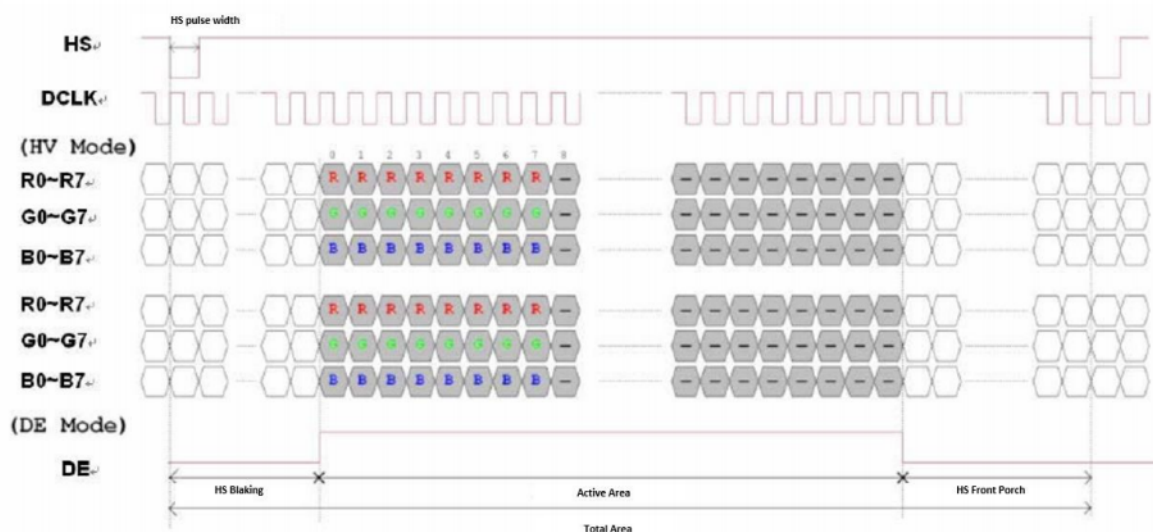 HS pulse width
HS
DCLK
(HV Mode)
0 1 2 3 4 5 6 7 8
R0~R7 R R R R R R R R
G0~G7 G G G G G G G G
B0~B7 B B B B B B B B
R0~R7 R R R R R R R R
G0~G7 G G G G G G G G
B0~B7 B B B B B B B B
(DE Mode)
DE
HS Blaking Active Area HS Front Porch
Total Area